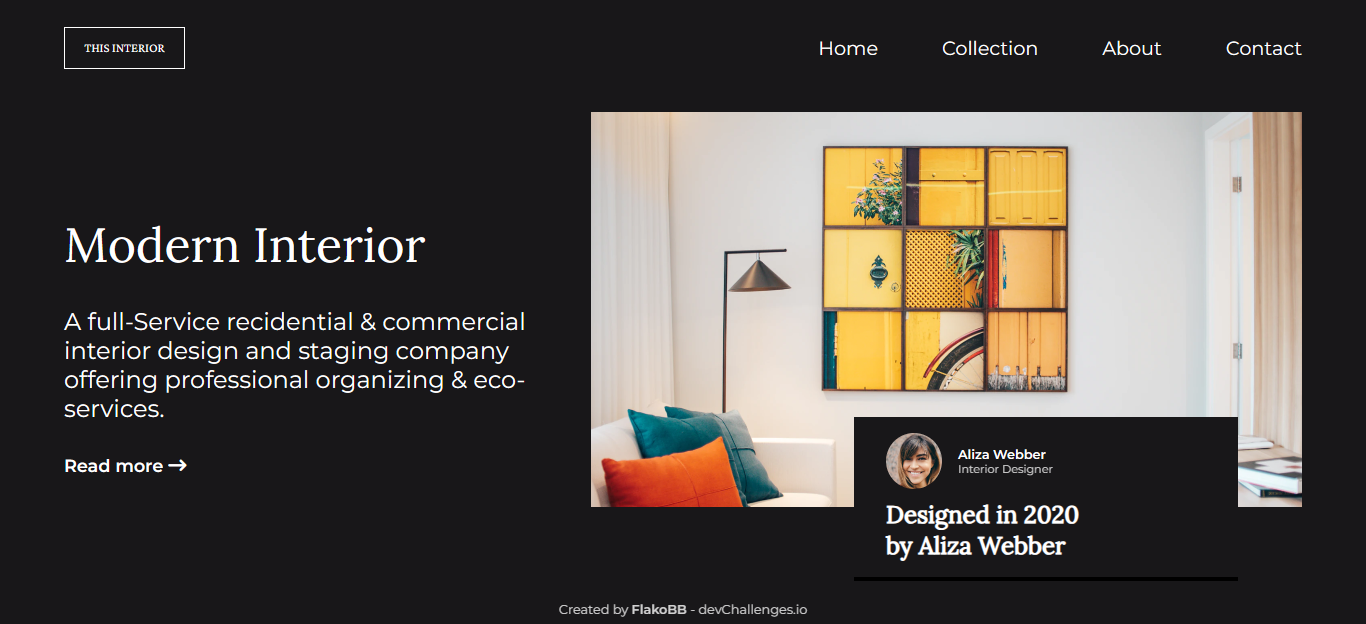 THIS INTERIOR
Home
Collection
About
Contact
Modern Interior
A full-Service recidential & commercial
interior design and staging company
offering professional organizing & eco-
services.
Read more →
Aliza Webber
Interior Designer
Designed in 2020
by Aliza Webber
Created by FlakoBB - devChallenges.io